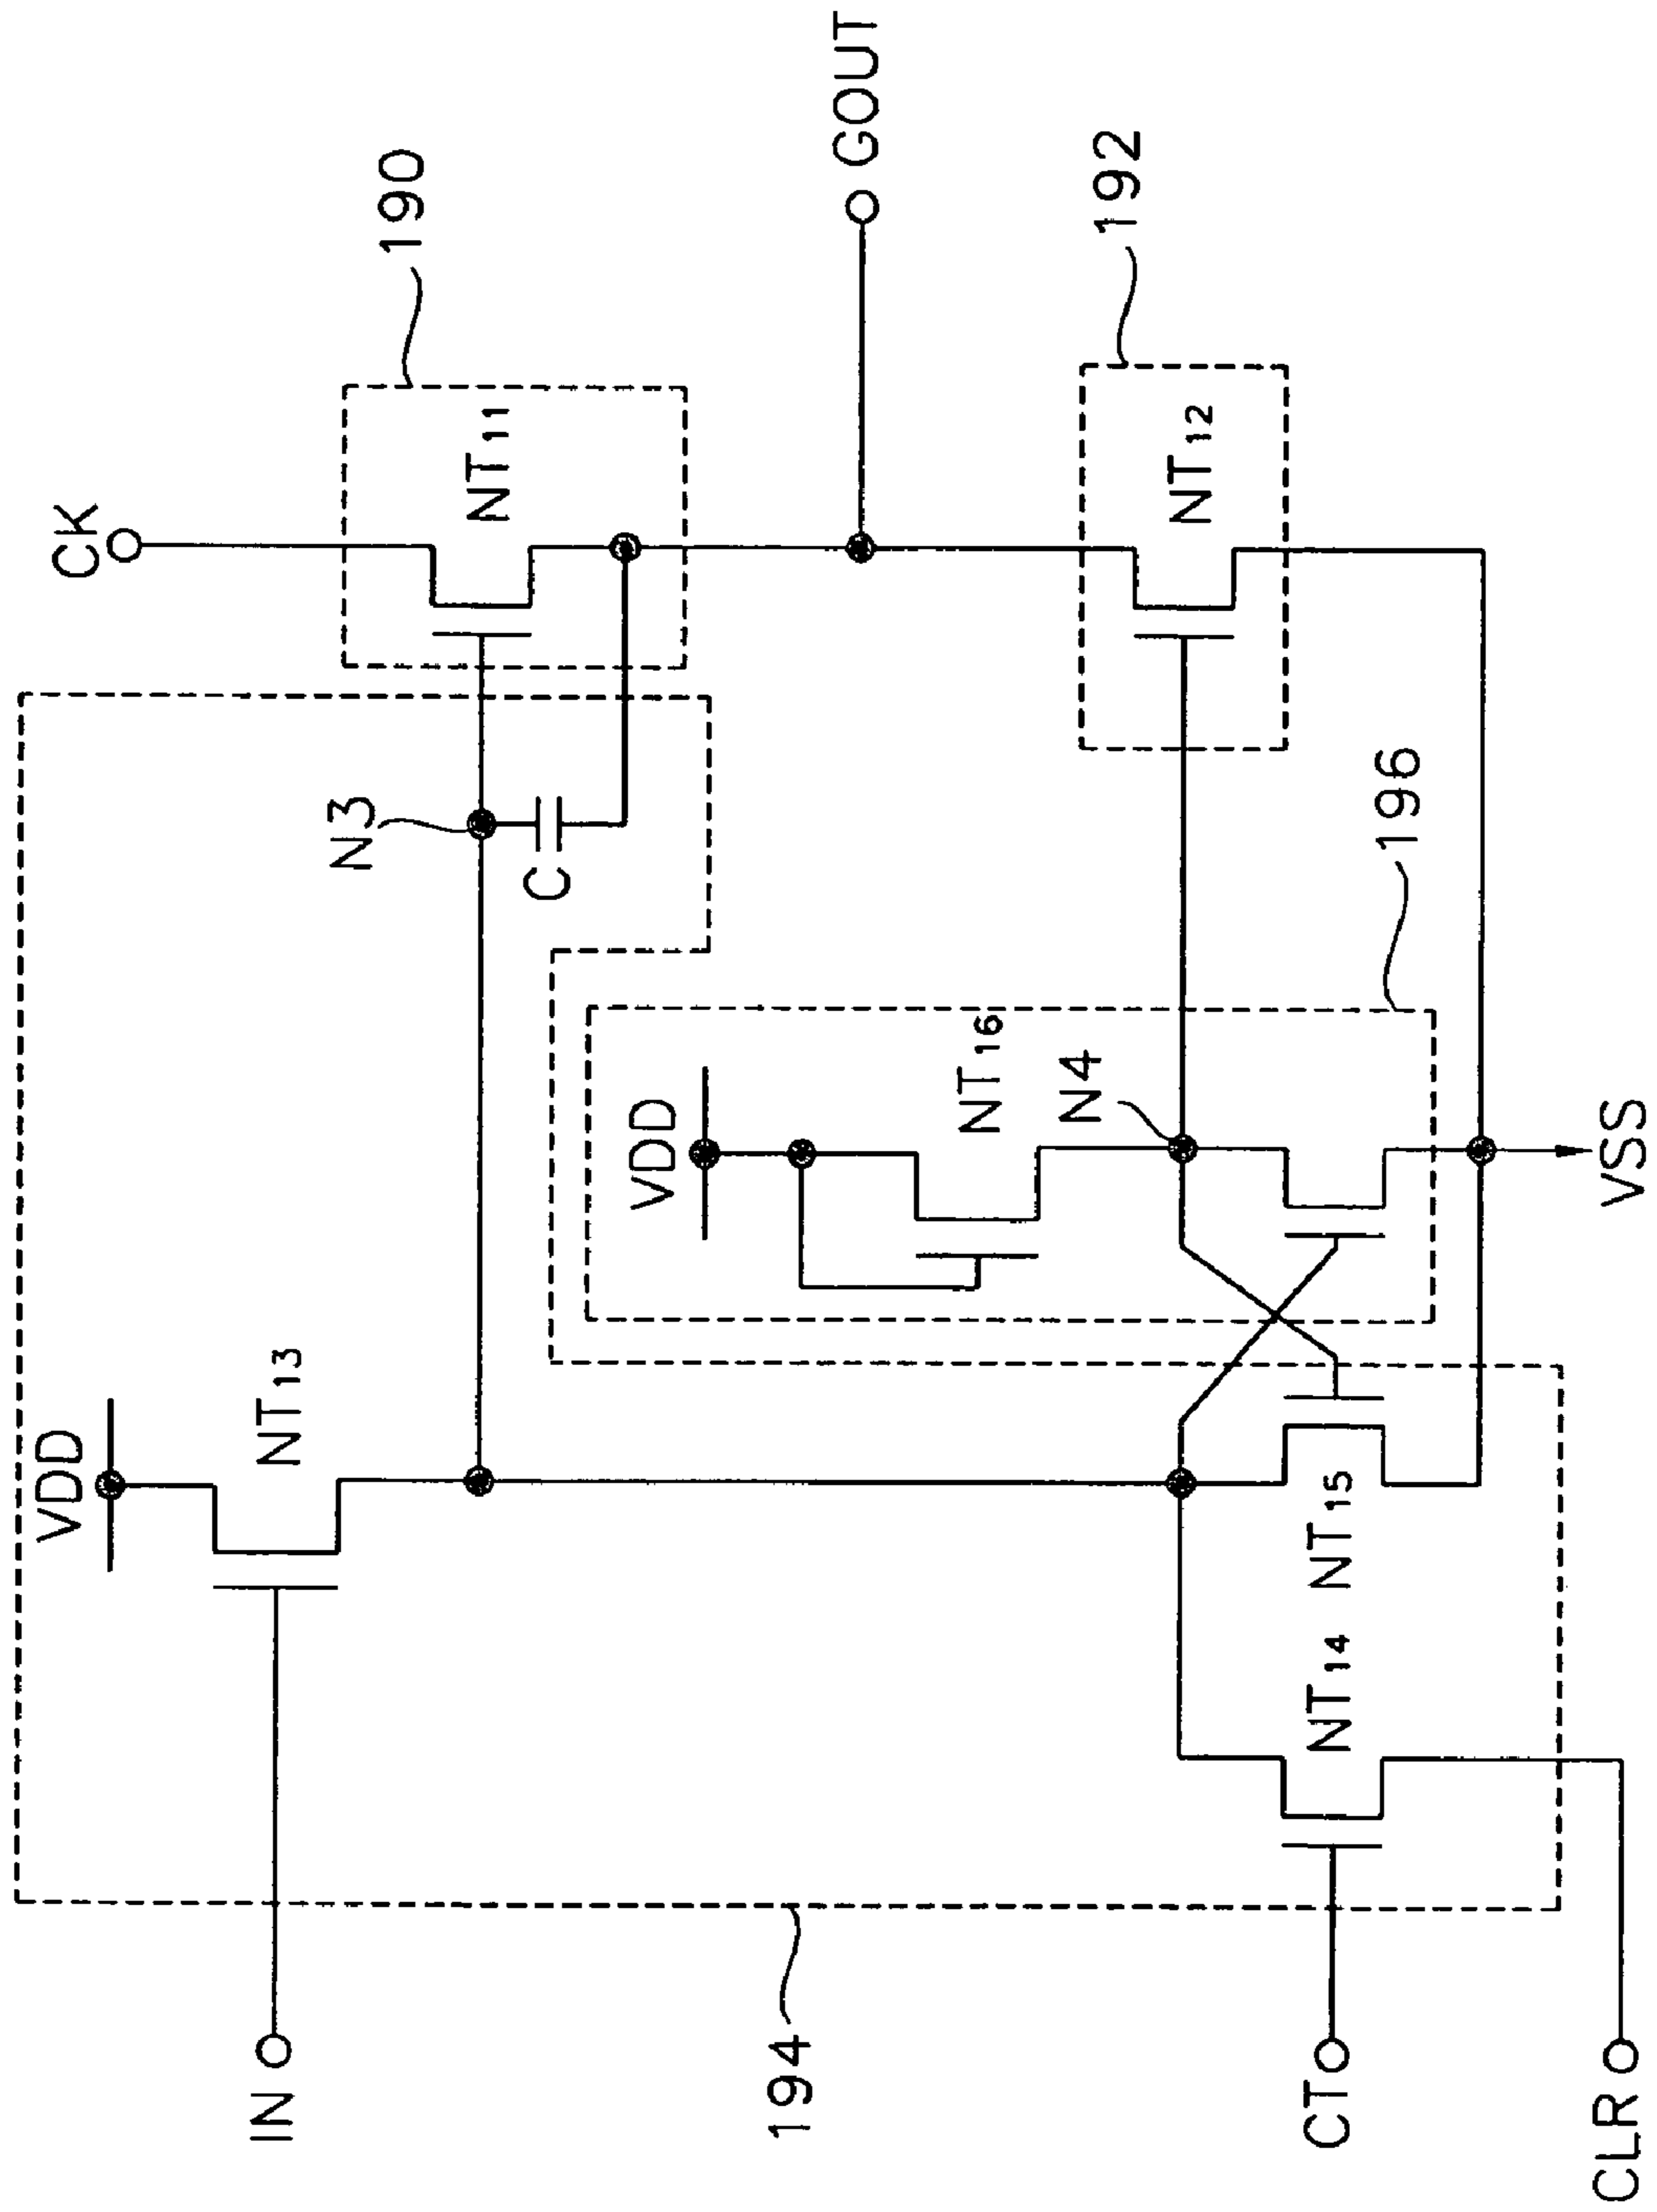 CK
190
NT11
N3
C
GOUT
VDD
NT13
IN
192
NT12
VDD
NT16
N4
196
194
NT14
NT15
CT
CLR
VSS